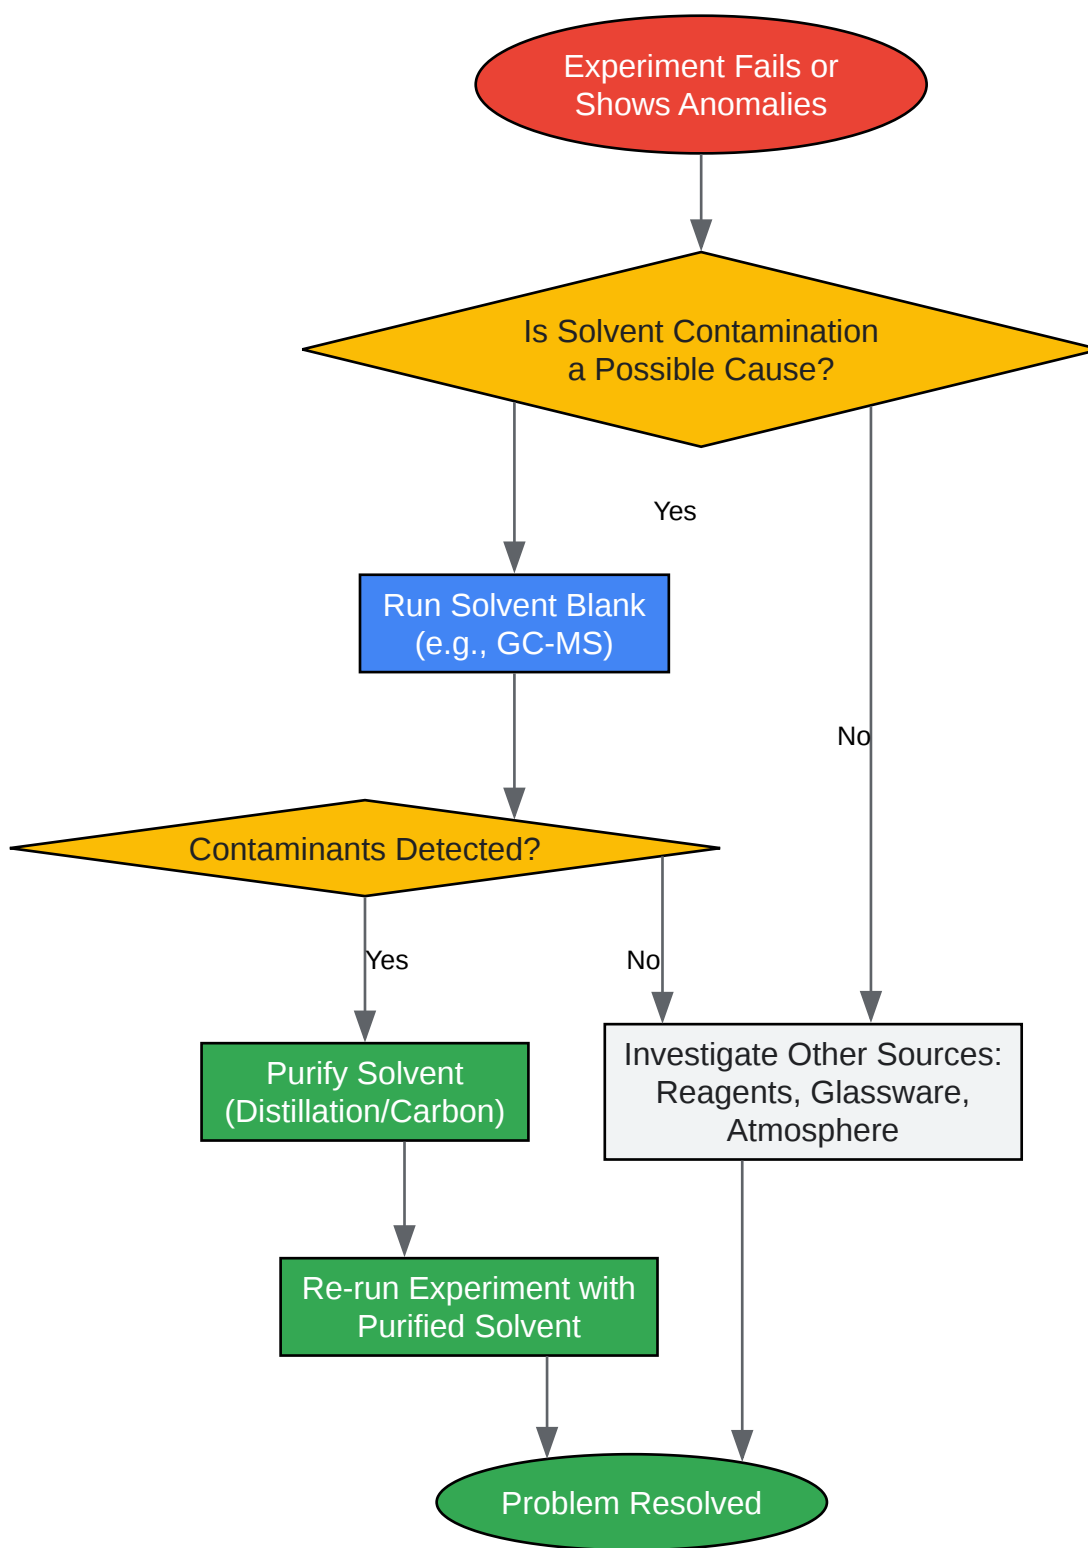 Experiment Fails or
Shows Anomalies
Is Solvent Contamination
a Possible Cause?
Yes
Run Solvent Blank
(e.g., GC-MS)
No
Contaminants Detected?
Yes
No
Purify Solvent
(Distillation/Carbon)
Investigate Other Sources:
Reagents, Glassware,
Atmosphere
Re-run Experiment with
Purified Solvent
Problem Resolved